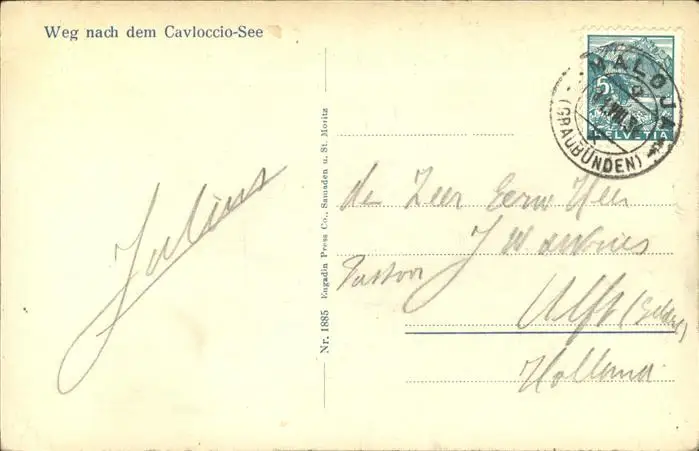 Weg nach dem Cavloccio-See
5
HELVETIA
MALOJA
(GRAUBÜNDEN)
Nr. 1885 Engadin Press Co., Samaden u. St. Moritz
Julius
den Zeer Eerw Heer
J W de Vries
Pastoor
Ulft (Gelderl)
Holland